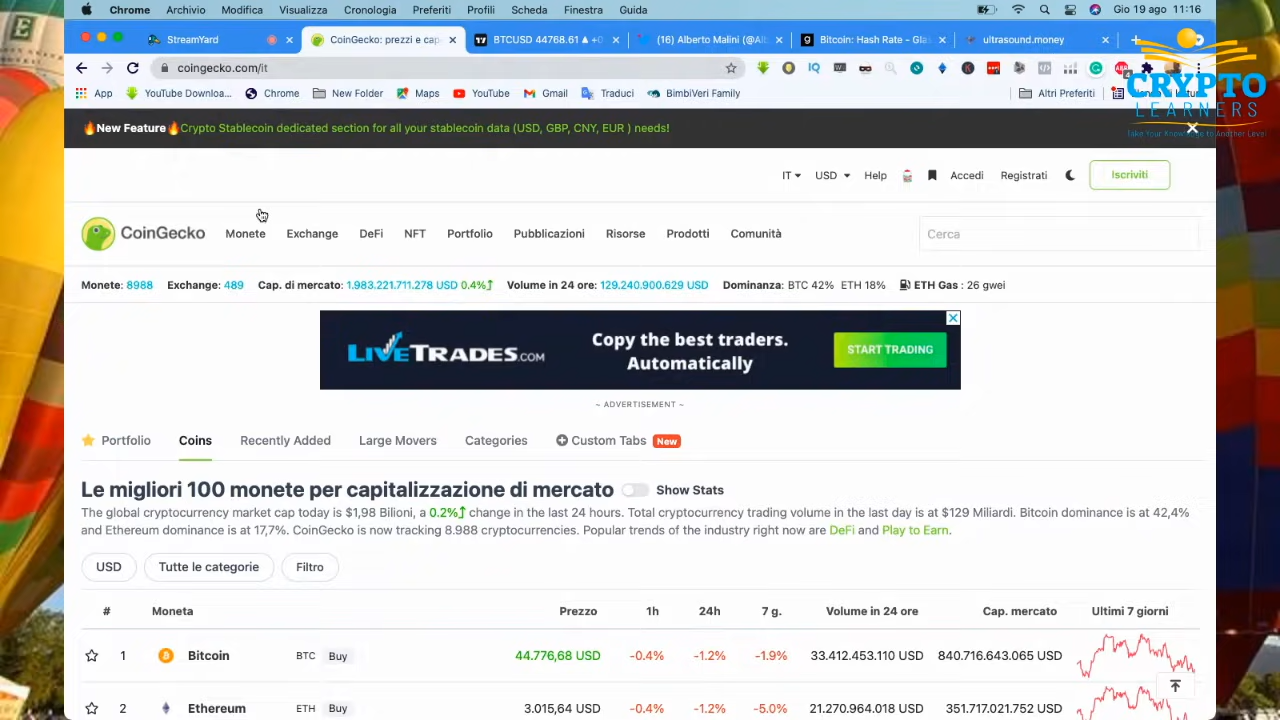 Chrome Archivio Modifica Visualizza Cronologia Preferiti Profili Scheda Finestra Guida Gio 19 ago 11:16
StreamYard CoinGecko: prezzi e cap BTCUSD 44768.61 ▲ +0 (16) Alberto Malini (@Al Bitcoin: Hash Rate - Gla ultrasound.money
coingecko.com/it
App YouTube Downloa... Chrome New Folder Maps YouTube Gmail Traduci BimbiVeri Family Altri Preferiti
CRYPTO
LEARNERS
Take Your Knowledge to Another Level
🔥New Feature🔥Crypto Stablecoin dedicated section for all your stablecoin data (USD, GBP, CNY, EUR ) needs!
IT USD Help Accedi Registrati Iscriviti
CoinGecko Monete Exchange DeFi NFT Portfolio Pubblicazioni Risorse Prodotti Comunità Cerca
Monete: 8988 Exchange: 489 Cap. di mercato: 1.983.221.711.278 USD 0.4% Volume in 24 ore: 129.240.900.629 USD Dominanza: BTC 42% ETH 18% ETH Gas : 26 gwei
LIVETRADES.COM Copy the best traders. Automatically START TRADING
~ ADVERTISEMENT ~
Portfolio Coins Recently Added Large Movers Categories Custom Tabs New
Le migliori 100 monete per capitalizzazione di mercato Show Stats
The global cryptocurrency market cap today is $1,98 Bilioni, a 0.2% change in the last 24 hours. Total cryptocurrency trading volume in the last day is at $129 Miliardi. Bitcoin dominance is at 42,4%
and Ethereum dominance is at 17,7%. CoinGecko is now tracking 8.988 cryptocurrencies. Popular trends of the industry right now are DeFi and Play to Earn.
USD Tutte le categorie Filtro
# Moneta Prezzo 1h 24h 7 g. Volume in 24 ore Cap. mercato Ultimi 7 giorni
1 Bitcoin BTC Buy 44.776,68 USD -0.4% -1.2% -1.9% 33.412.453.110 USD 840.716.643.065 USD
2 Ethereum ETH Buy 3.015,64 USD -0.4% -1.2% -5.0% 21.270.964.018 USD 351.717.021.752 USD